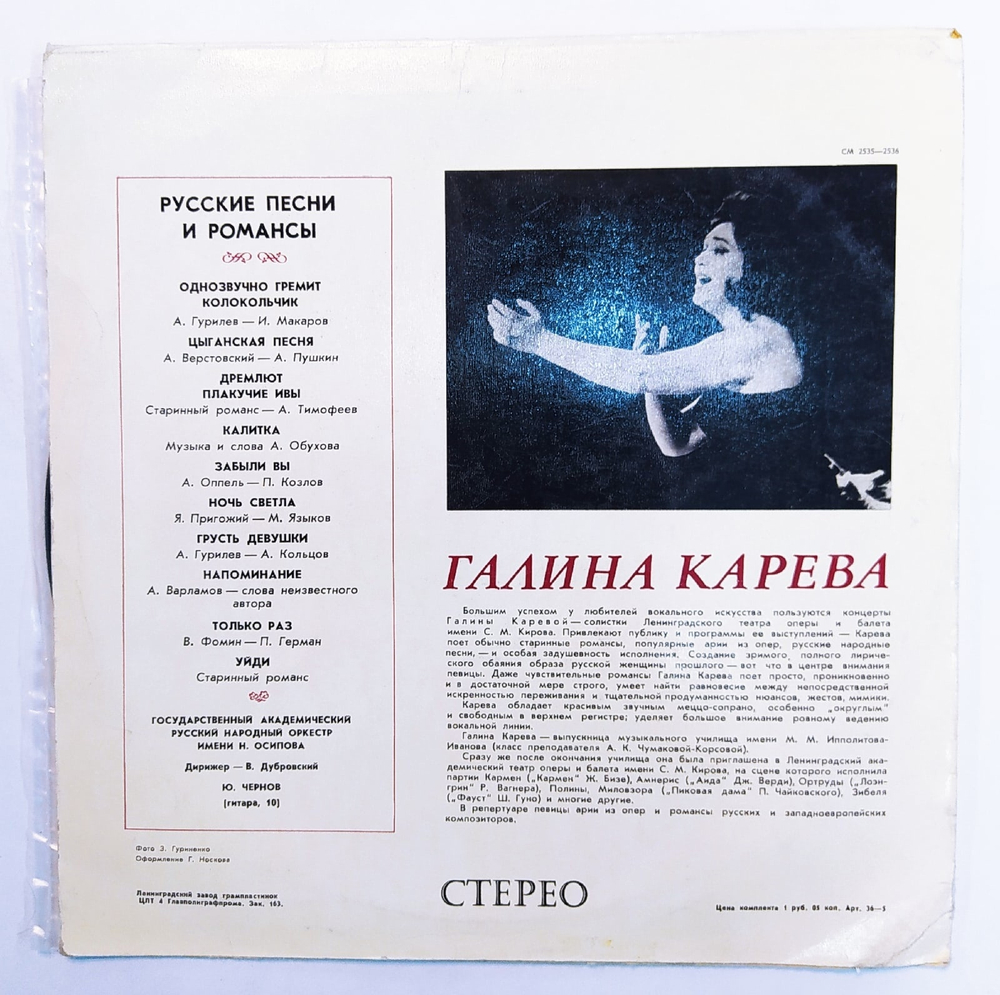 СМ 2535—2536
РУССКИЕ ПЕСНИ
И РОМАНСЫ
ОДНОЗВУЧНО ГРЕМИТ
КОЛОКОЛЬЧИК
А. Гурилев — И. Макаров
ЦЫГАНСКАЯ ПЕСНЯ
А. Верстовский — А. Пушкин
ДРЕМЛЮТ
ПЛАКУЧИЕ ИВЫ
Старинный романс — А. Тимофеев
КАЛИТКА
Музыка и слова А. Обухова
ЗАБЫЛИ ВЫ
А. Оппель — П. Козлов
НОЧЬ СВЕТЛА
Я. Пригожий — М. Языков
ГРУСТЬ ДЕВУШКИ
А. Гурилев — А. Кольцов
НАПОМИНАНИЕ
А. Варламов — слова неизвестного
автора
ТОЛЬКО РАЗ
В. Фомин — П. Герман
УЙДИ
Старинный романс
ГОСУДАРСТВЕННЫЙ АКАДЕМИЧЕСКИЙ
РУССКИЙ НАРОДНЫЙ ОРКЕСТР
ИМЕНИ Н. ОСИПОВА
Дирижер — В. Дубровский
Ю. ЧЕРНОВ
[гитара, 10]
Фото З. Гуриненко
Оформление Г. Носкова
Ленинградский завод грампластинок
ЦПТ 4 Главполиграфпрома. Зак. 163.
ГАЛИНА КАРЕВА
Большим успехом у любителей вокального искусства пользуются концерты
Галины Каревой — солистки Ленинградского театра оперы и балета
имени С. М. Кирова. Привлекают публику и программы ее выступлений — Карева
поет обычно старинные романсы, популярные арии из опер, русские народные
песни, — и особая задушевность исполнения. Создание зримого, полного лириче-
ского обаяния образа русской женщины прошлого — вот что в центре внимания
певицы. Даже чувствительные романсы Галина Карева поет просто, проникновенно
и в достаточной мере строго, умеет найти равновесие между непосредственной
искренностью переживания и тщательной продуманностью нюансов, жестов, мимики.
Карева обладает красивым звучным меццо-сопрано, особенно „округлым"
и свободным в верхнем регистре; уделяет большое внимание ровному ведению
вокальной линии.
Галина Карева — выпускница музыкального училища имени М. М. Ипполитова-
Иванова (класс преподавателя А. К. Чумаковой-Корсовой).
Сразу же после окончания училища она была приглашена в Ленинградский ака-
демический театр оперы и балета имени С. М. Кирова, на сцене которого исполнила
партии Кармен („Кармен" Ж. Бизе), Амнерис („Аида" Дж. Верди), Ортруды („Лоэн-
грин" Р. Вагнера), Полины, Миловзора („Пиковая дама" П. Чайковского), Зибеля
(„Фауст" Ш. Гуно) и многие другие.
В репертуаре певицы арии из опер и романсы русских и западноевропейских
композиторов.
СТЕРЕО
Цена комплекта 1 руб. 05 коп. Арт. 36—5